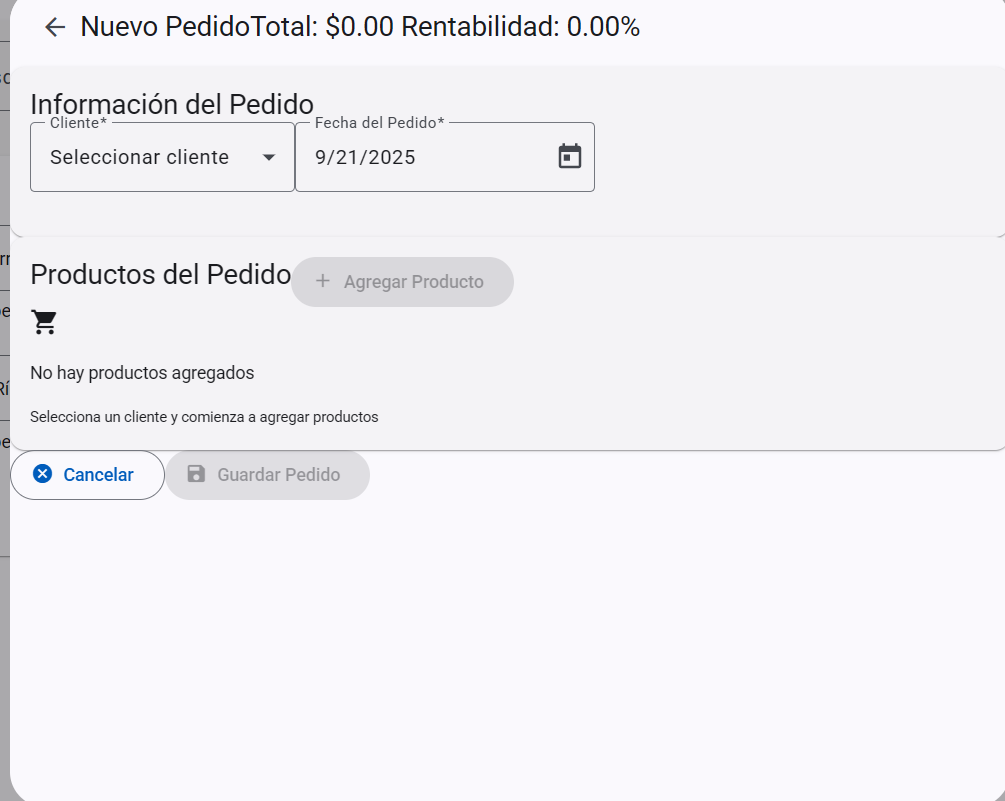 Nuevo PedidoTotal: $0.00 Rentabilidad: 0.00%
Información del Pedido
Cliente*
Fecha del Pedido*
Seleccionar cliente
9/21/2025
Productos del Pedido
Agregar Producto
No hay productos agregados
Selecciona un cliente y comienza a agregar productos
Cancelar
Guardar Pedido